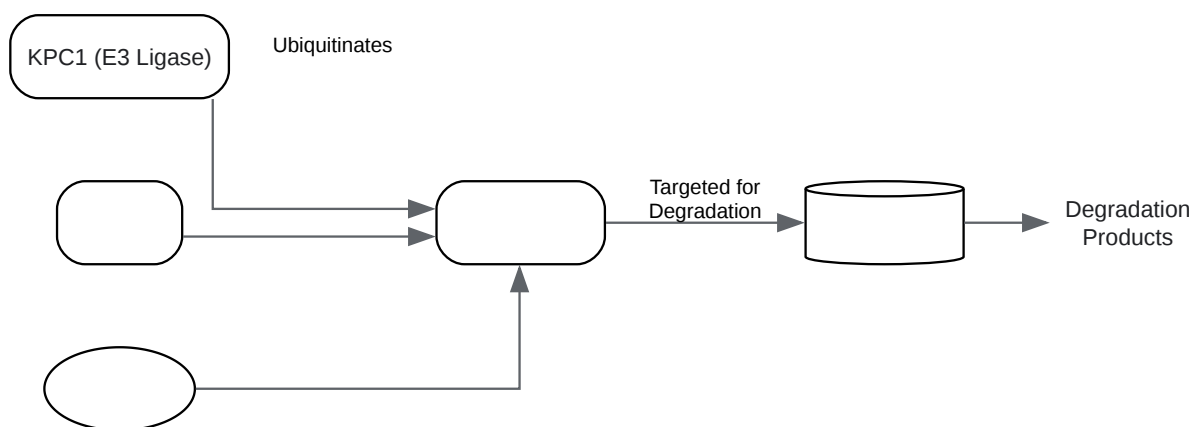 KPC1 (E3 Ligase)
Ubiquitinates
Targeted for
Degradation
Degradation
Products